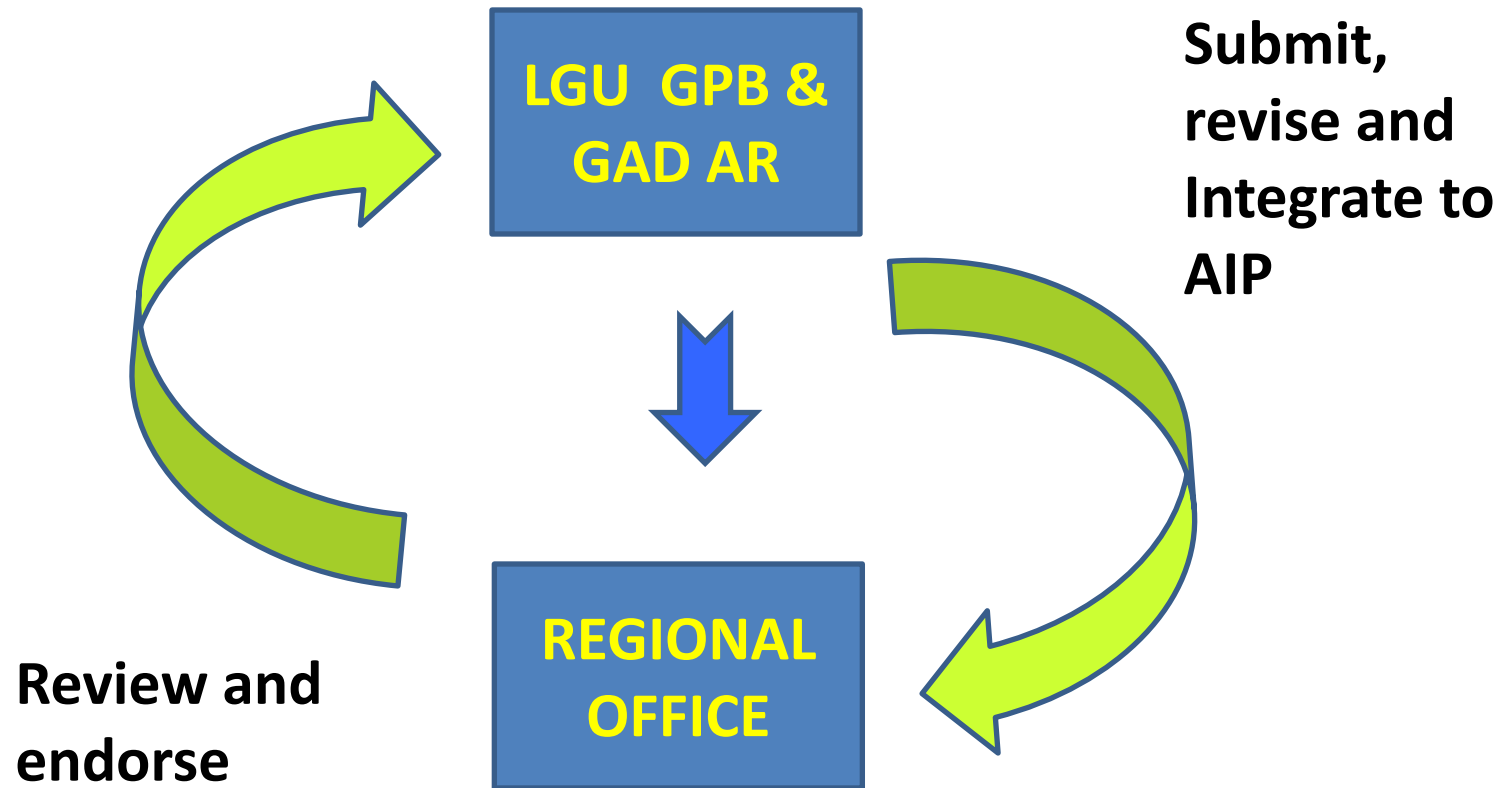 LGU GPB &
GAD AR
Submit,
revise and
Integrate to
AIP
REGIONAL
OFFICE
Review and
endorse